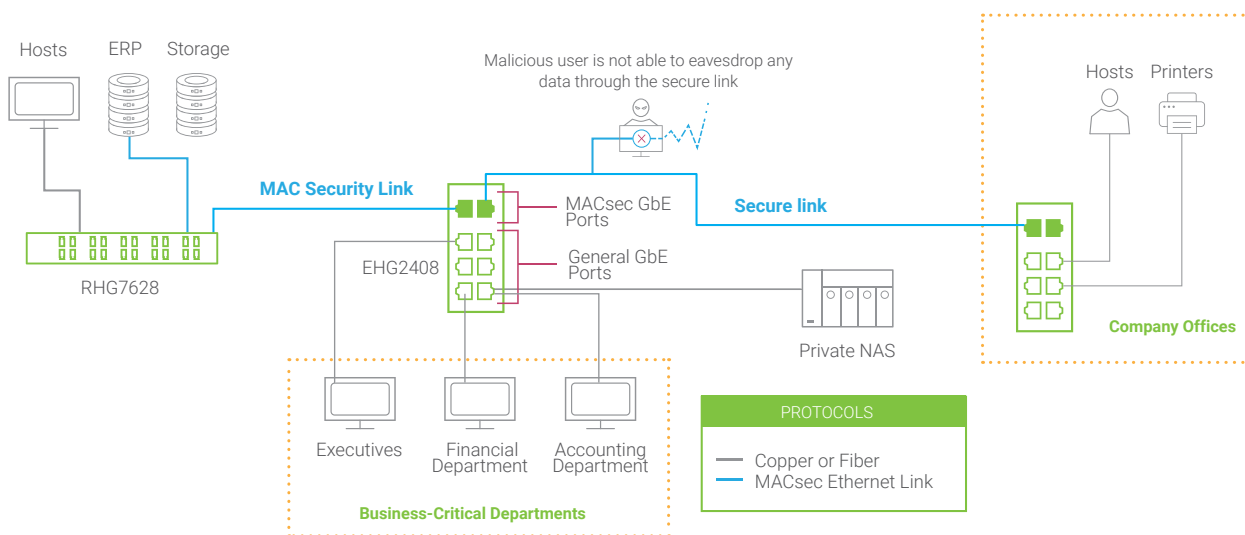 Hosts
ERP
Storage
Malicious user is not able to eavesdrop any
data through the secure link
Hosts
Printers
MAC Security Link
MACsec GbE
Ports
Secure link
EHG2408
General GbE
Ports
RHG7628
Company Offices
Private NAS
Executives
Financial
Department
Accounting
Department
Business-Critical Departments
PROTOCOLS
Copper or Fiber
MACsec Ethernet Link